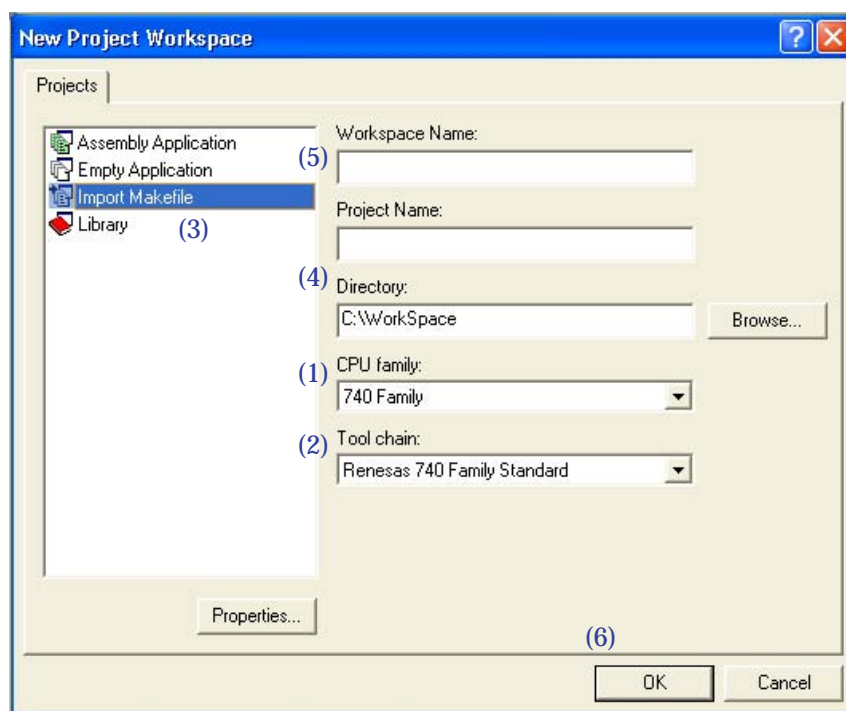 New Project Workspace
Projects
Assembly Application
Empty Application
Import Makefile
Library
(3)
Workspace Name:
(5)
Project Name:
(4)
Directory:
C:\WorkSpace
Browse...
(1)
CPU family:
740 Family
(2)
Tool chain:
Renesas 740 Family Standard
Properties...
(6)
OK
Cancel